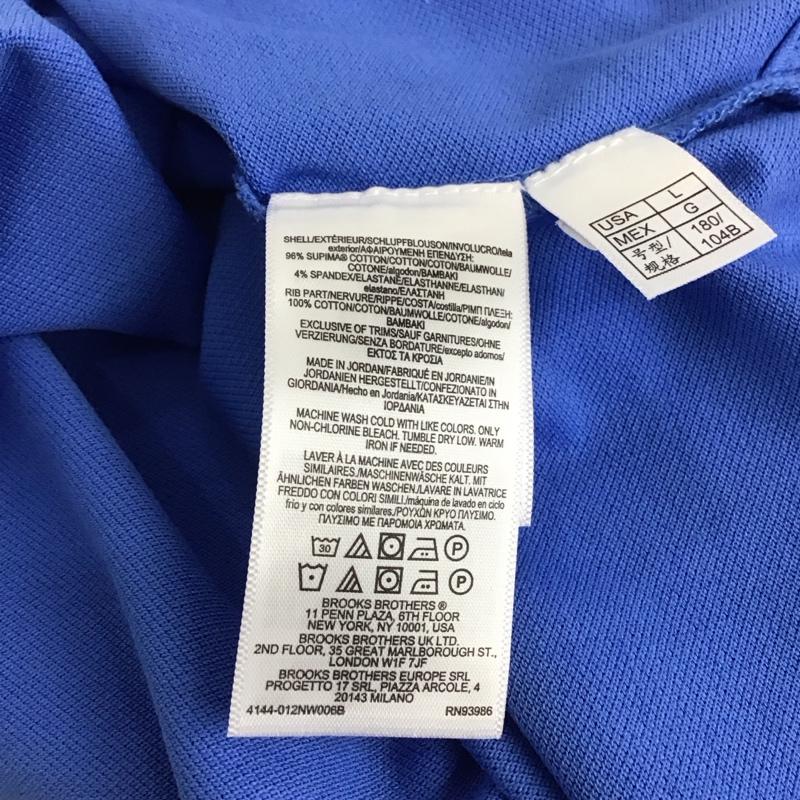 SHELL/EXTÉRIEUR/SCHLUPFBLOUSON/INVOLUCRO/tela
exterior/ΑΦΑΙΡΟΥΜΕΝΗ ΕΠΕΝΔΥΣΗ:
96% SUPIMA® COTTON/COTTON/COTON/BAUMWOLLE/
COTONE/algodon/ΒΑΜΒΑΚΙ
4% SPANDEX/ELASTANE/ELASTHANNE/ELASTHAN/
elastano/ΕΛΑΣΤΑΝΗ
RIB PART/NERVURE/RIPPE/COSTA/costilla/ΡΙΜΠ ΠΛΕΞΗ:
100% COTTON/COTON/BAUMWOLLE/COTONE/algodon/
ΒΑΜΒΑΚΙ
EXCLUSIVE OF TRIMS/SAUF GARNITURES/OHNE
VERZIERUNG/SENZA BORDATURE/excepto adornos/
ΕΚΤΟΣ ΤΑ ΚΡΟΣΙΑ
MADE IN JORDAN/FABRIQUÉ EN JORDANIE/IN
JORDANIEN HERGESTELLT/CONFEZIONATO IN
GIORDANIA/Hecho en Jordania/ΚΑΤΑΣΚΕΥΑΖΕΤΑΙ ΣΤΗΝ
ΙΟΡΔΑΝΙΑ
MACHINE WASH COLD WITH LIKE COLORS. ONLY
NON-CHLORINE BLEACH. TUMBLE DRY LOW. WARM
IRON IF NEEDED.
LAVER À LA MACHINE AVEC DES COULEURS
SIMILAIRES./MASCHINENWÄSCHE KALT. MIT
ÄHNLICHEN FARBEN WASCHEN./LAVARE IN LAVATRICE
FREDDO CON COLORI SIMILI./máquina de lavado en ciclo
frío y con colores similares./ΡΟΥΧΩΝ ΚΡΥΟ ΠΛΥΣΙΜΟ.
ΠΛΥΣΙΜΟ ΜΕ ΠΑΡΟΜΟΙΑ ΧΡΩΜΑΤΑ.
30 P
P
BROOKS BROTHERS ®
11 PENN PLAZA, 6TH FLOOR
NEW YORK, NY 10001, USA
BROOKS BROTHERS UK LTD.
2ND FLOOR, 35 GREAT MARLBOROUGH ST.,
LONDON W1F 7JF
BROOKS BROTHERS EUROPE SRL
PROGETTO 17 SRL, PIAZZA ARCOLE, 4
20143 MILANO
4144-012NW006B RN93986
USA L
MEX G
号型/ 180/
规格 104B